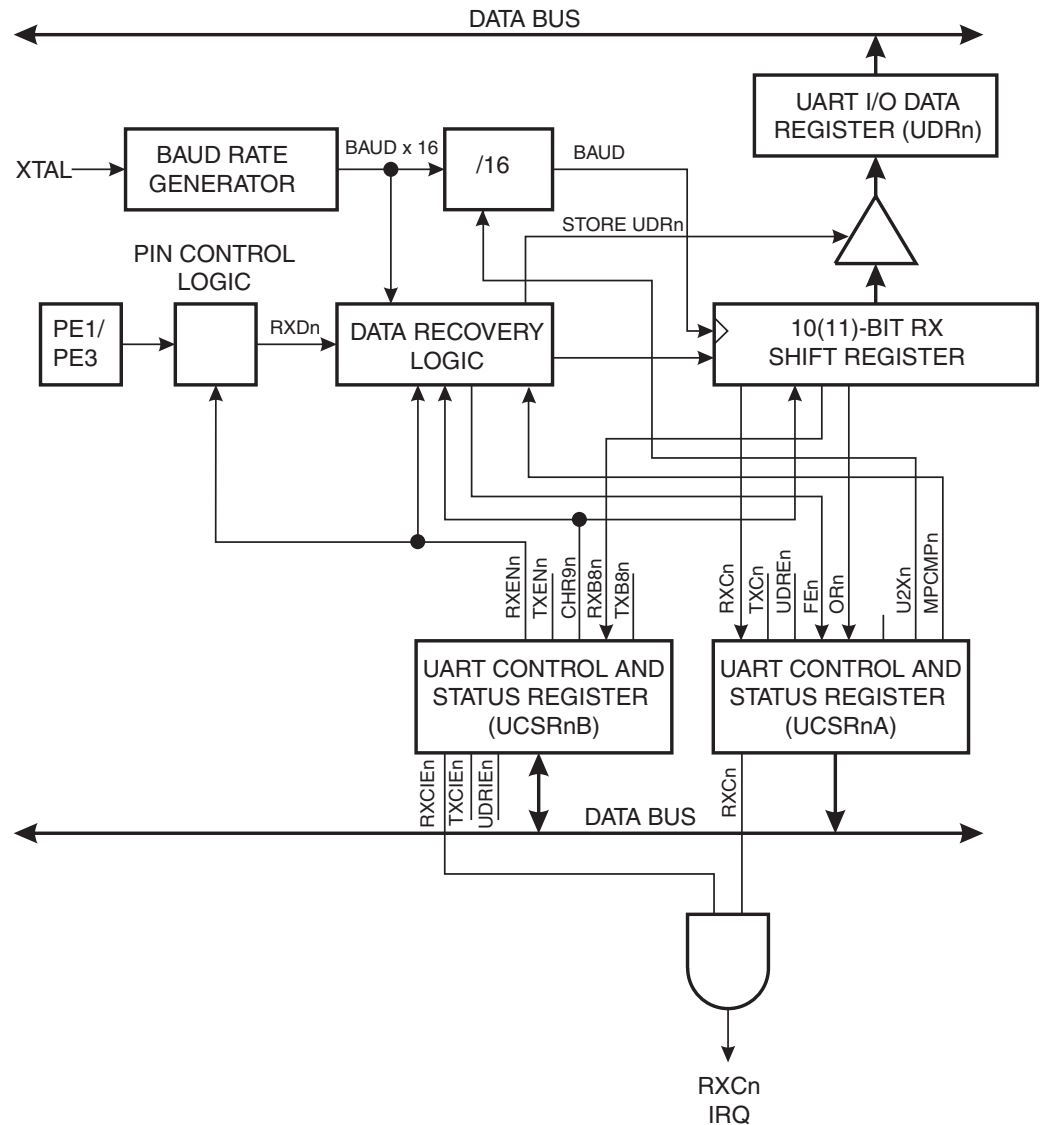 DATA BUS
UART I/O DATA
REGISTER (UDRn)
XTAL
BAUD RATE
GENERATOR
BAUD x 16
/16
BAUD
STORE UDRn
PIN CONTROL
LOGIC
PE1/
PE3
RXDn
DATA RECOVERY
LOGIC
10(11)-BIT RX
SHIFT REGISTER
RXENn
TXENn
CHR9n
RXB8n
TXB8n
RXCn
TXCn
UDREn
FEn
ORn
U2Xn
MPCMPn
UART CONTROL AND
STATUS REGISTER
(UCSRnB)
UART CONTROL AND
STATUS REGISTER
(UCSRnA)
RXCIEn
TXCIEn
UDRIEn
RXCn
DATA BUS
RXCn
IRQ